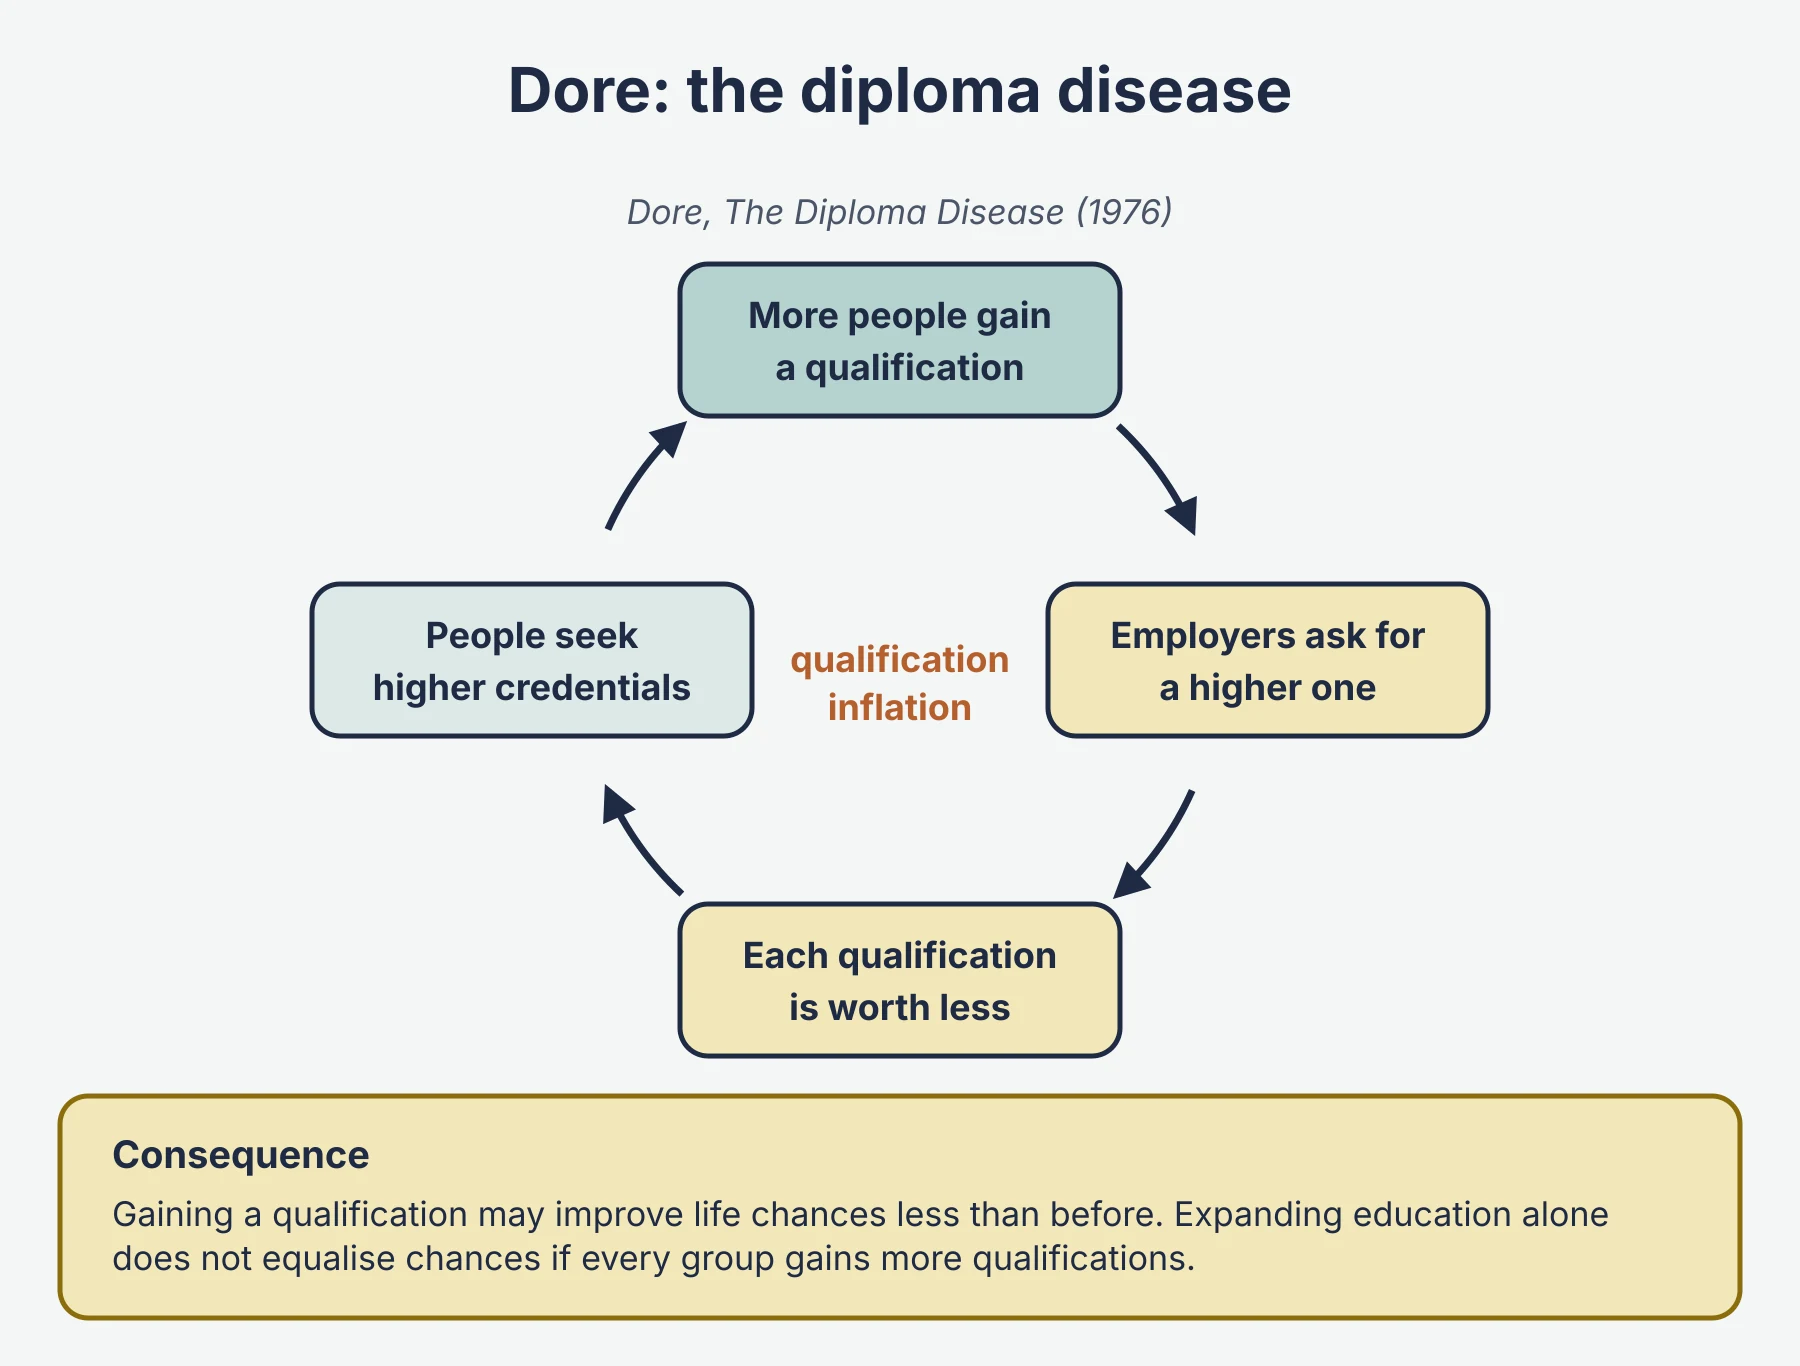 Dore: the diploma disease
Dore, The Diploma Disease (1976)
More people gain
a qualification
People seek
higher credentials
qualification
inflation
Employers ask for
a higher one
Each qualification
is worth less
Consequence
Gaining a qualification may improve life chances less than before. Expanding education alone
does not equalise chances if every group gains more qualifications.